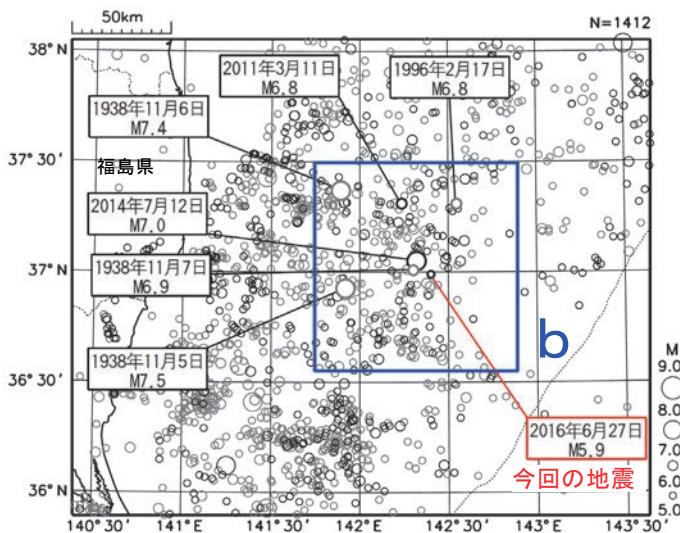 50km
N=1412
38°N
2011年3月11日
M6.8
1996年2月17日
M6.8
1938年11月6日
M7.4
37°30′
福島県
2014年7月12日
M7.0
37°N
1938年11月7日
M6.9
1938年11月5日
M7.5
b
36°30′
M
9.0
8.0
7.0
6.0
5.0
2016年6月27日
M5.9
今回の地震
36°N
140°30′
141°E
141°30′
142°E
142°30′
143°E
143°30′